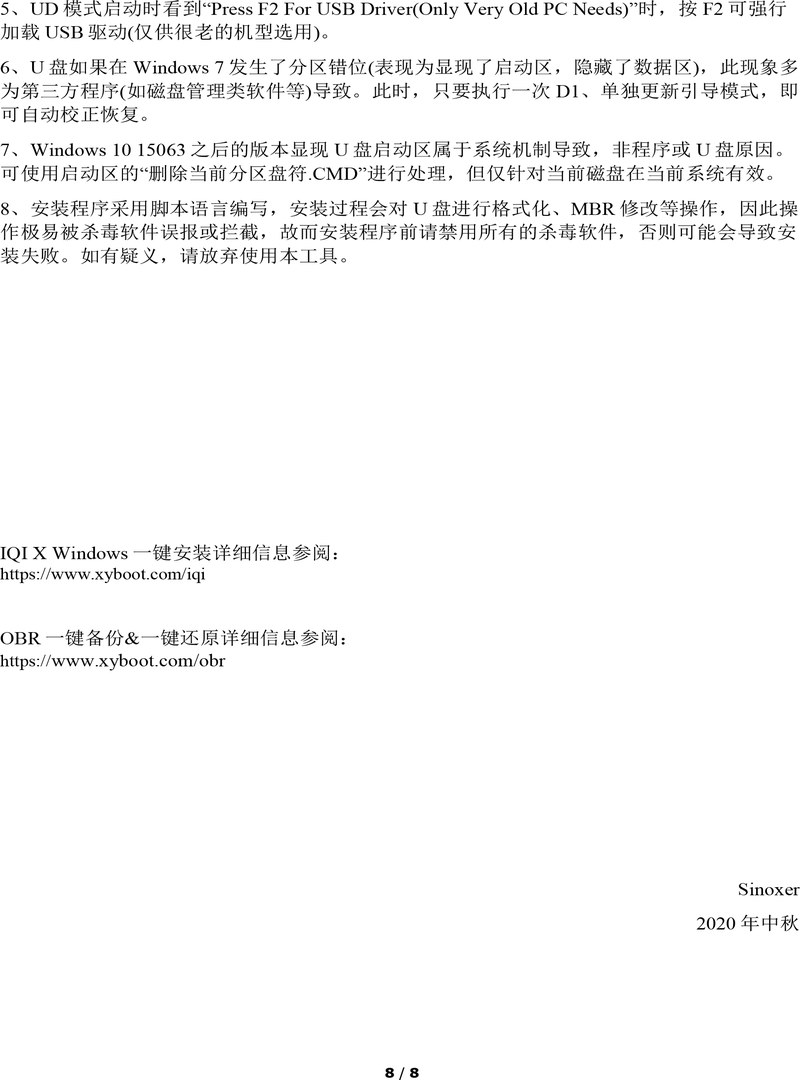 5、UD 模式启动时看到“Press F2 For USB Driver(Only Very Old PC Needs)”时，按 F2 可强行
加载 USB 驱动(仅供很老的机型选用)。
6、U 盘如果在 Windows 7 发生了分区错位(表现为显现了启动区，隐藏了数据区)，此现象多
为第三方程序(如磁盘管理类软件等)导致。此时，只要执行一次 D1、单独更新引导模式，即
可自动校正恢复。
7、Windows 10 15063 之后的版本显现 U 盘启动区属于系统机制导致，非程序或 U 盘原因。
可使用启动区的“删除当前分区盘符.CMD”进行处理，但仅针对当前磁盘在当前系统有效。
8、安装程序采用脚本语言编写，安装过程会对 U 盘进行格式化、MBR 修改等操作，因此操
作极易被杀毒软件误报或拦截，故而安装程序前请禁用所有的杀毒软件，否则可能会导致安
装失败。如有疑义，请放弃使用本工具。
IQI X Windows 一键安装详细信息参阅：
https://www.xyboot.com/iqi
OBR 一键备份&一键还原详细信息参阅：
https://www.xyboot.com/obr
Sinoxer
2020 年中秋
8 / 8